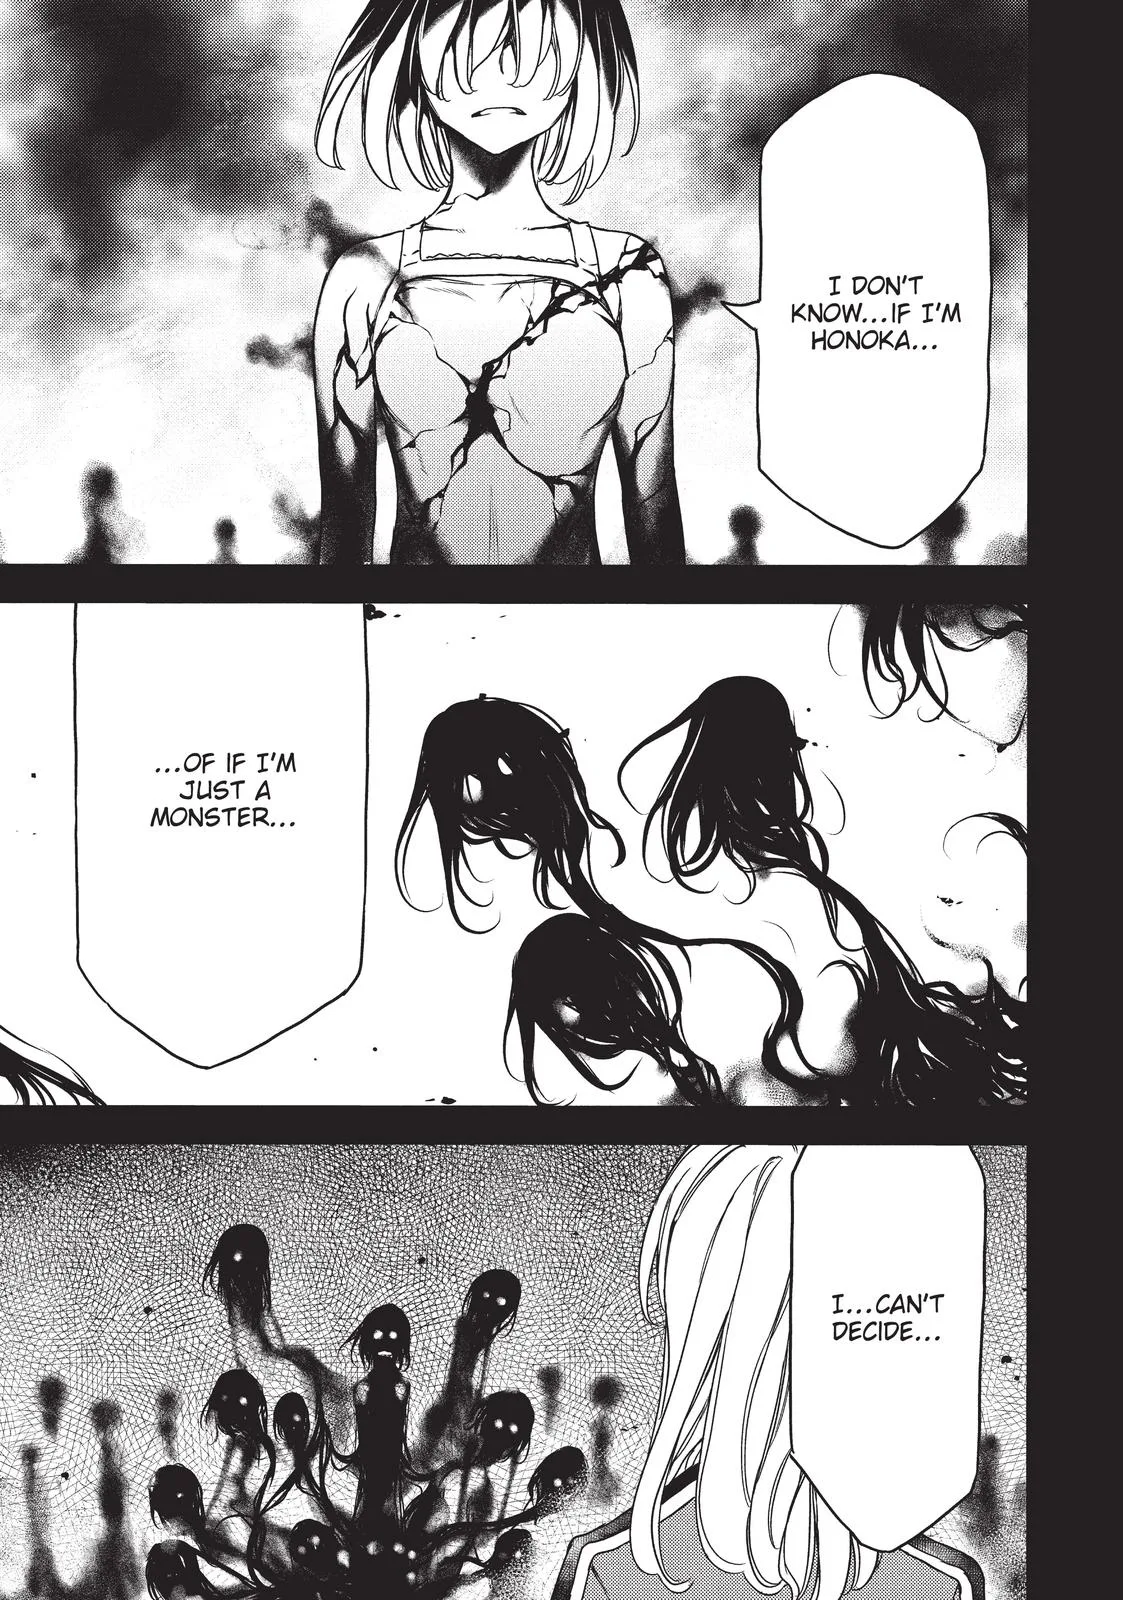 I DON'T
KNOW...IF I'M
HONOKA...
...OF IF I'M
JUST A
MONSTER...
I...CAN'T
DECIDE...